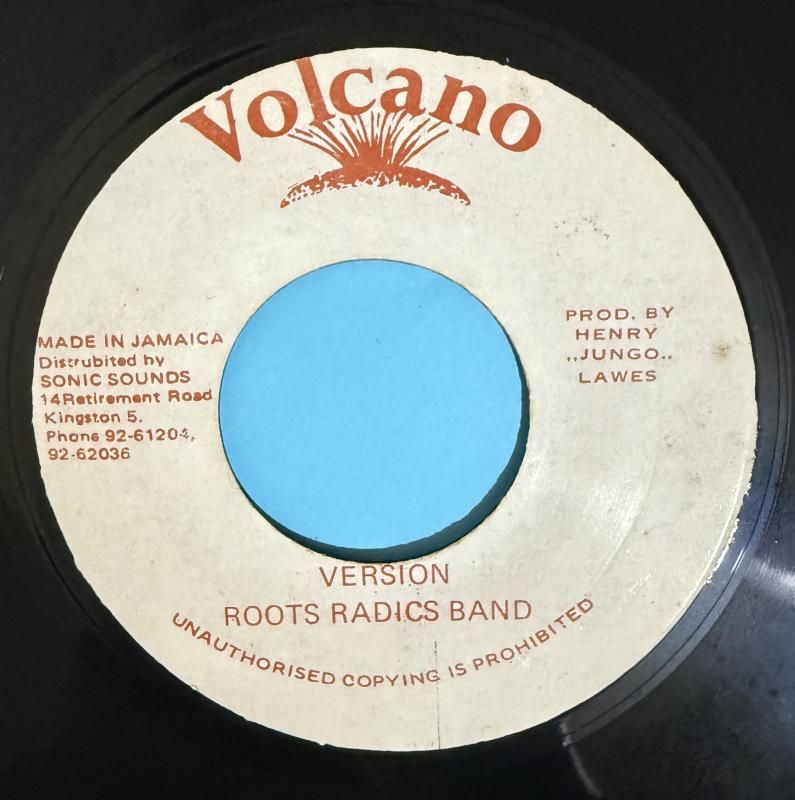 Volcano
MADE IN JAMAICA
Distrubited by
SONIC SOUNDS
14Retirement Road
Kingston 5.
Phone 92-61204,
92-62036
PROD. BY
HENRY
,,JUNGO..
LAWES
VERSION
ROOTS RADICS BAND
UNAUTHORISED COPYING IS PROHIBITED